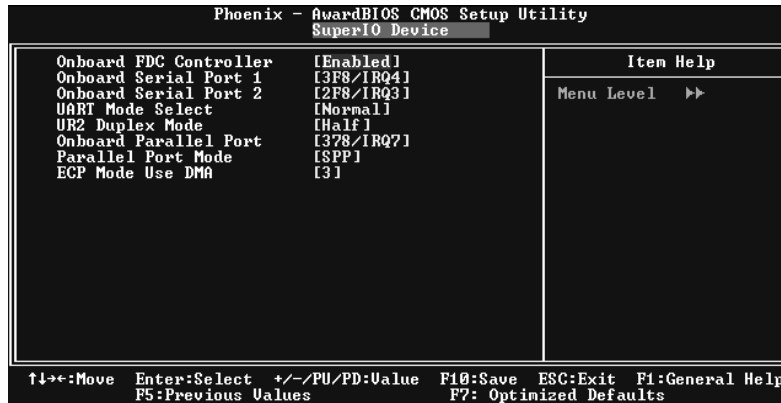 Phoenix - AwardBIOS CMOS Setup Utility
SuperIO Device
Onboard FDC Controller [Enabled]
Onboard Serial Port 1 [3F8/IRQ4]
Onboard Serial Port 2 [2F8/IRQ3]
UART Mode Select [Normal]
UR2 Duplex Mode [Half]
Onboard Parallel Port [378/IRQ7]
Parallel Port Mode [SPP]
ECP Mode Use DMA [3]
Item Help
Menu Level ▶▶
↑↓→←:Move Enter:Select +/-/PU/PD:Value F10:Save ESC:Exit F1:General Help
F5:Previous Values F7: Optimized Defaults